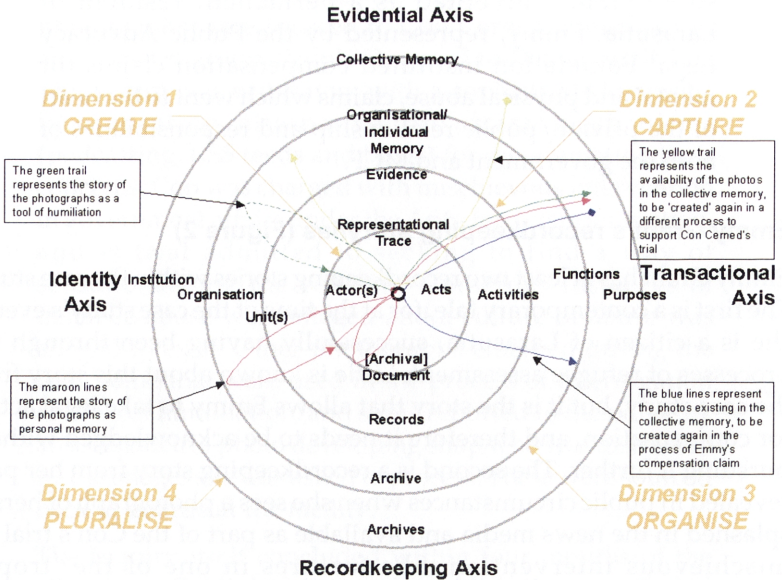 Evidential Axis
Collective Memory
Dimension 1
CREATE
Dimension 2
CAPTURE
Organisational/
Individual
Memory
Evidence
The green trail
represents the story of
the photographs as a
tool of humiliation
The yellow trail
represents the
availability of the photos
in the collective memory,
to be 'created' again in a
different process to
support Con Cemed's
trial
Representational
Trace
Identity
Axis
Institution
Organisation
Unit(s)
Actor(s)
Acts
Activities
Functions
Purposes
Transactional
Axis
[Archival]
Document
The maroon lines
represent the story of
the photographs as
personal memory
The blue lines represent
the photos existing in the
collective memory, to be
created again in the
process of Emmy's
compensation claim
Records
Archive
Archives
Dimension 4
PLURALISE
Dimension 3
ORGANISE
Recordkeeping Axis